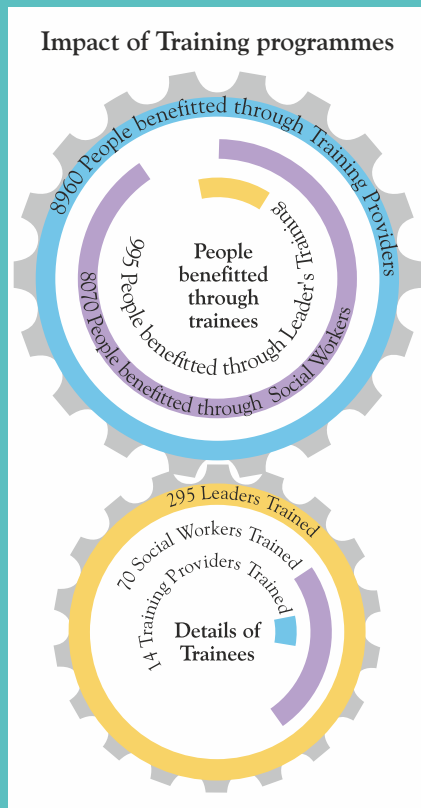 Impact of Training programmes
8960 People benefitted through Training Providers
8070 People benefitted through Social Workers
995 People benefitted through Leader's Training
People
benefitted
through
trainees
295 Leaders Trained
70 Social Workers Trained
14 Training Providers Trained
Details of
Trainees